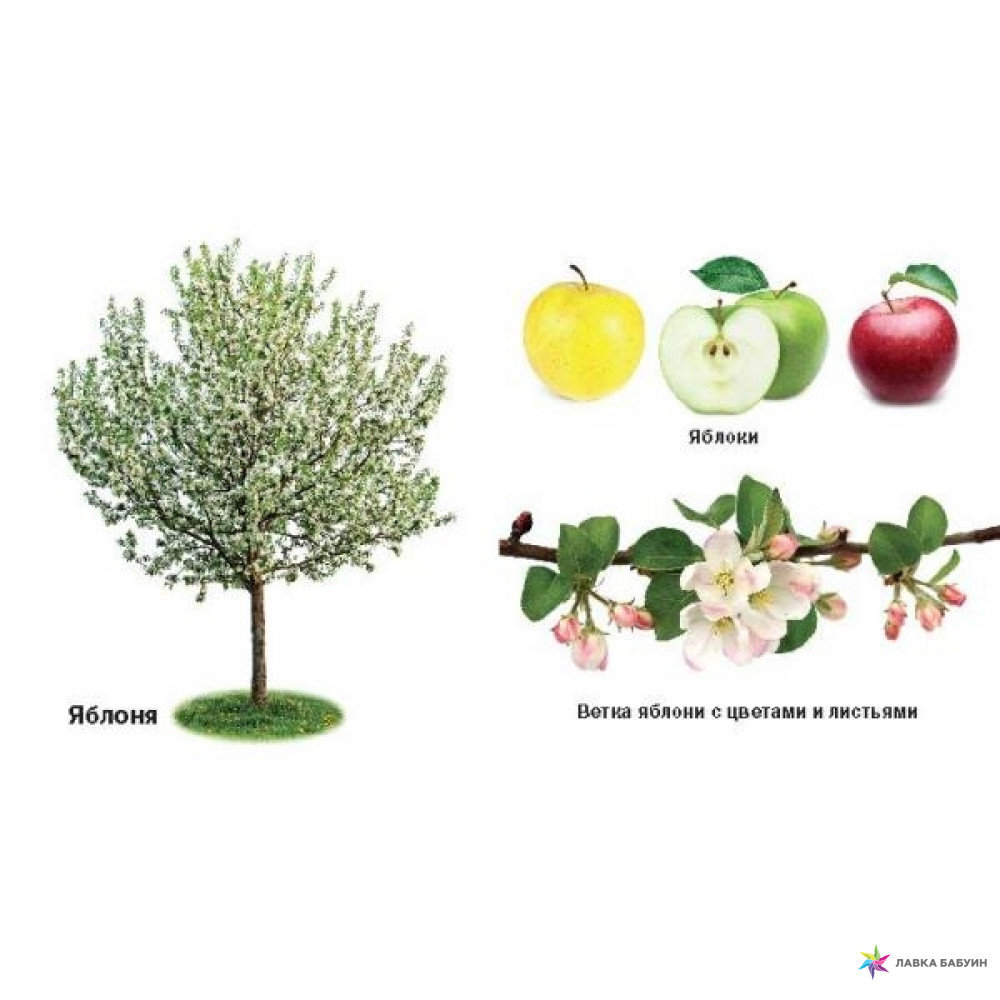 Яблоки
Яблоня
Ветка яблони с цветами и листьями
ЛАВКА БАБУИН